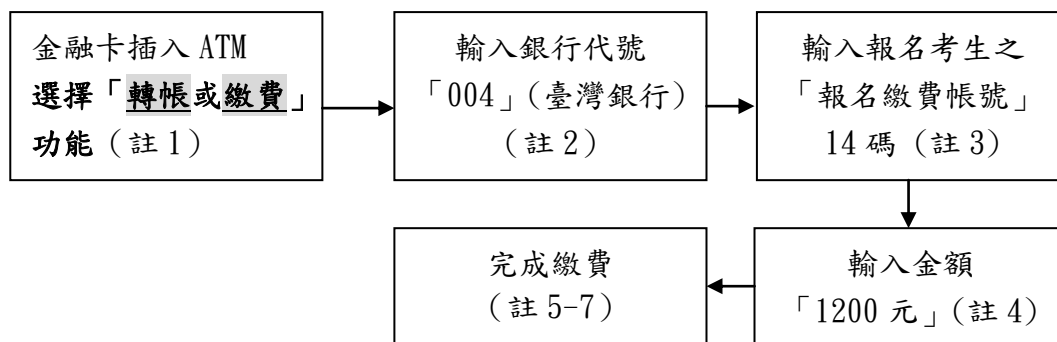 金融卡插入 ATM
選擇「轉帳或繳費」
功能（註 1）
輸入銀行代號
「004」（臺灣銀行）
（註 2）
輸入報名考生之
「報名繳費帳號」
14 碼（註 3）
輸入金額
「1200 元」（註 4）
完成繳費
（註 5-7）